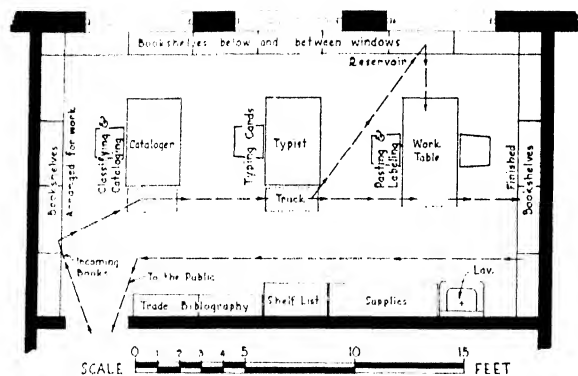 Bookshelves below and between windows
Reservoir
Bookshelves
Arranged for work
Classifying &
Cataloging
Cataloger
Typing Cards
Typist
Pasting &
Labeling
Work
Table
Finished
Bookshelves
Truck
Incoming
Books
To the Public
Lav.
Trade Bibliography
Shelf List
Supplies
SCALE 0 1 2 3 4 5 10 15 FEET